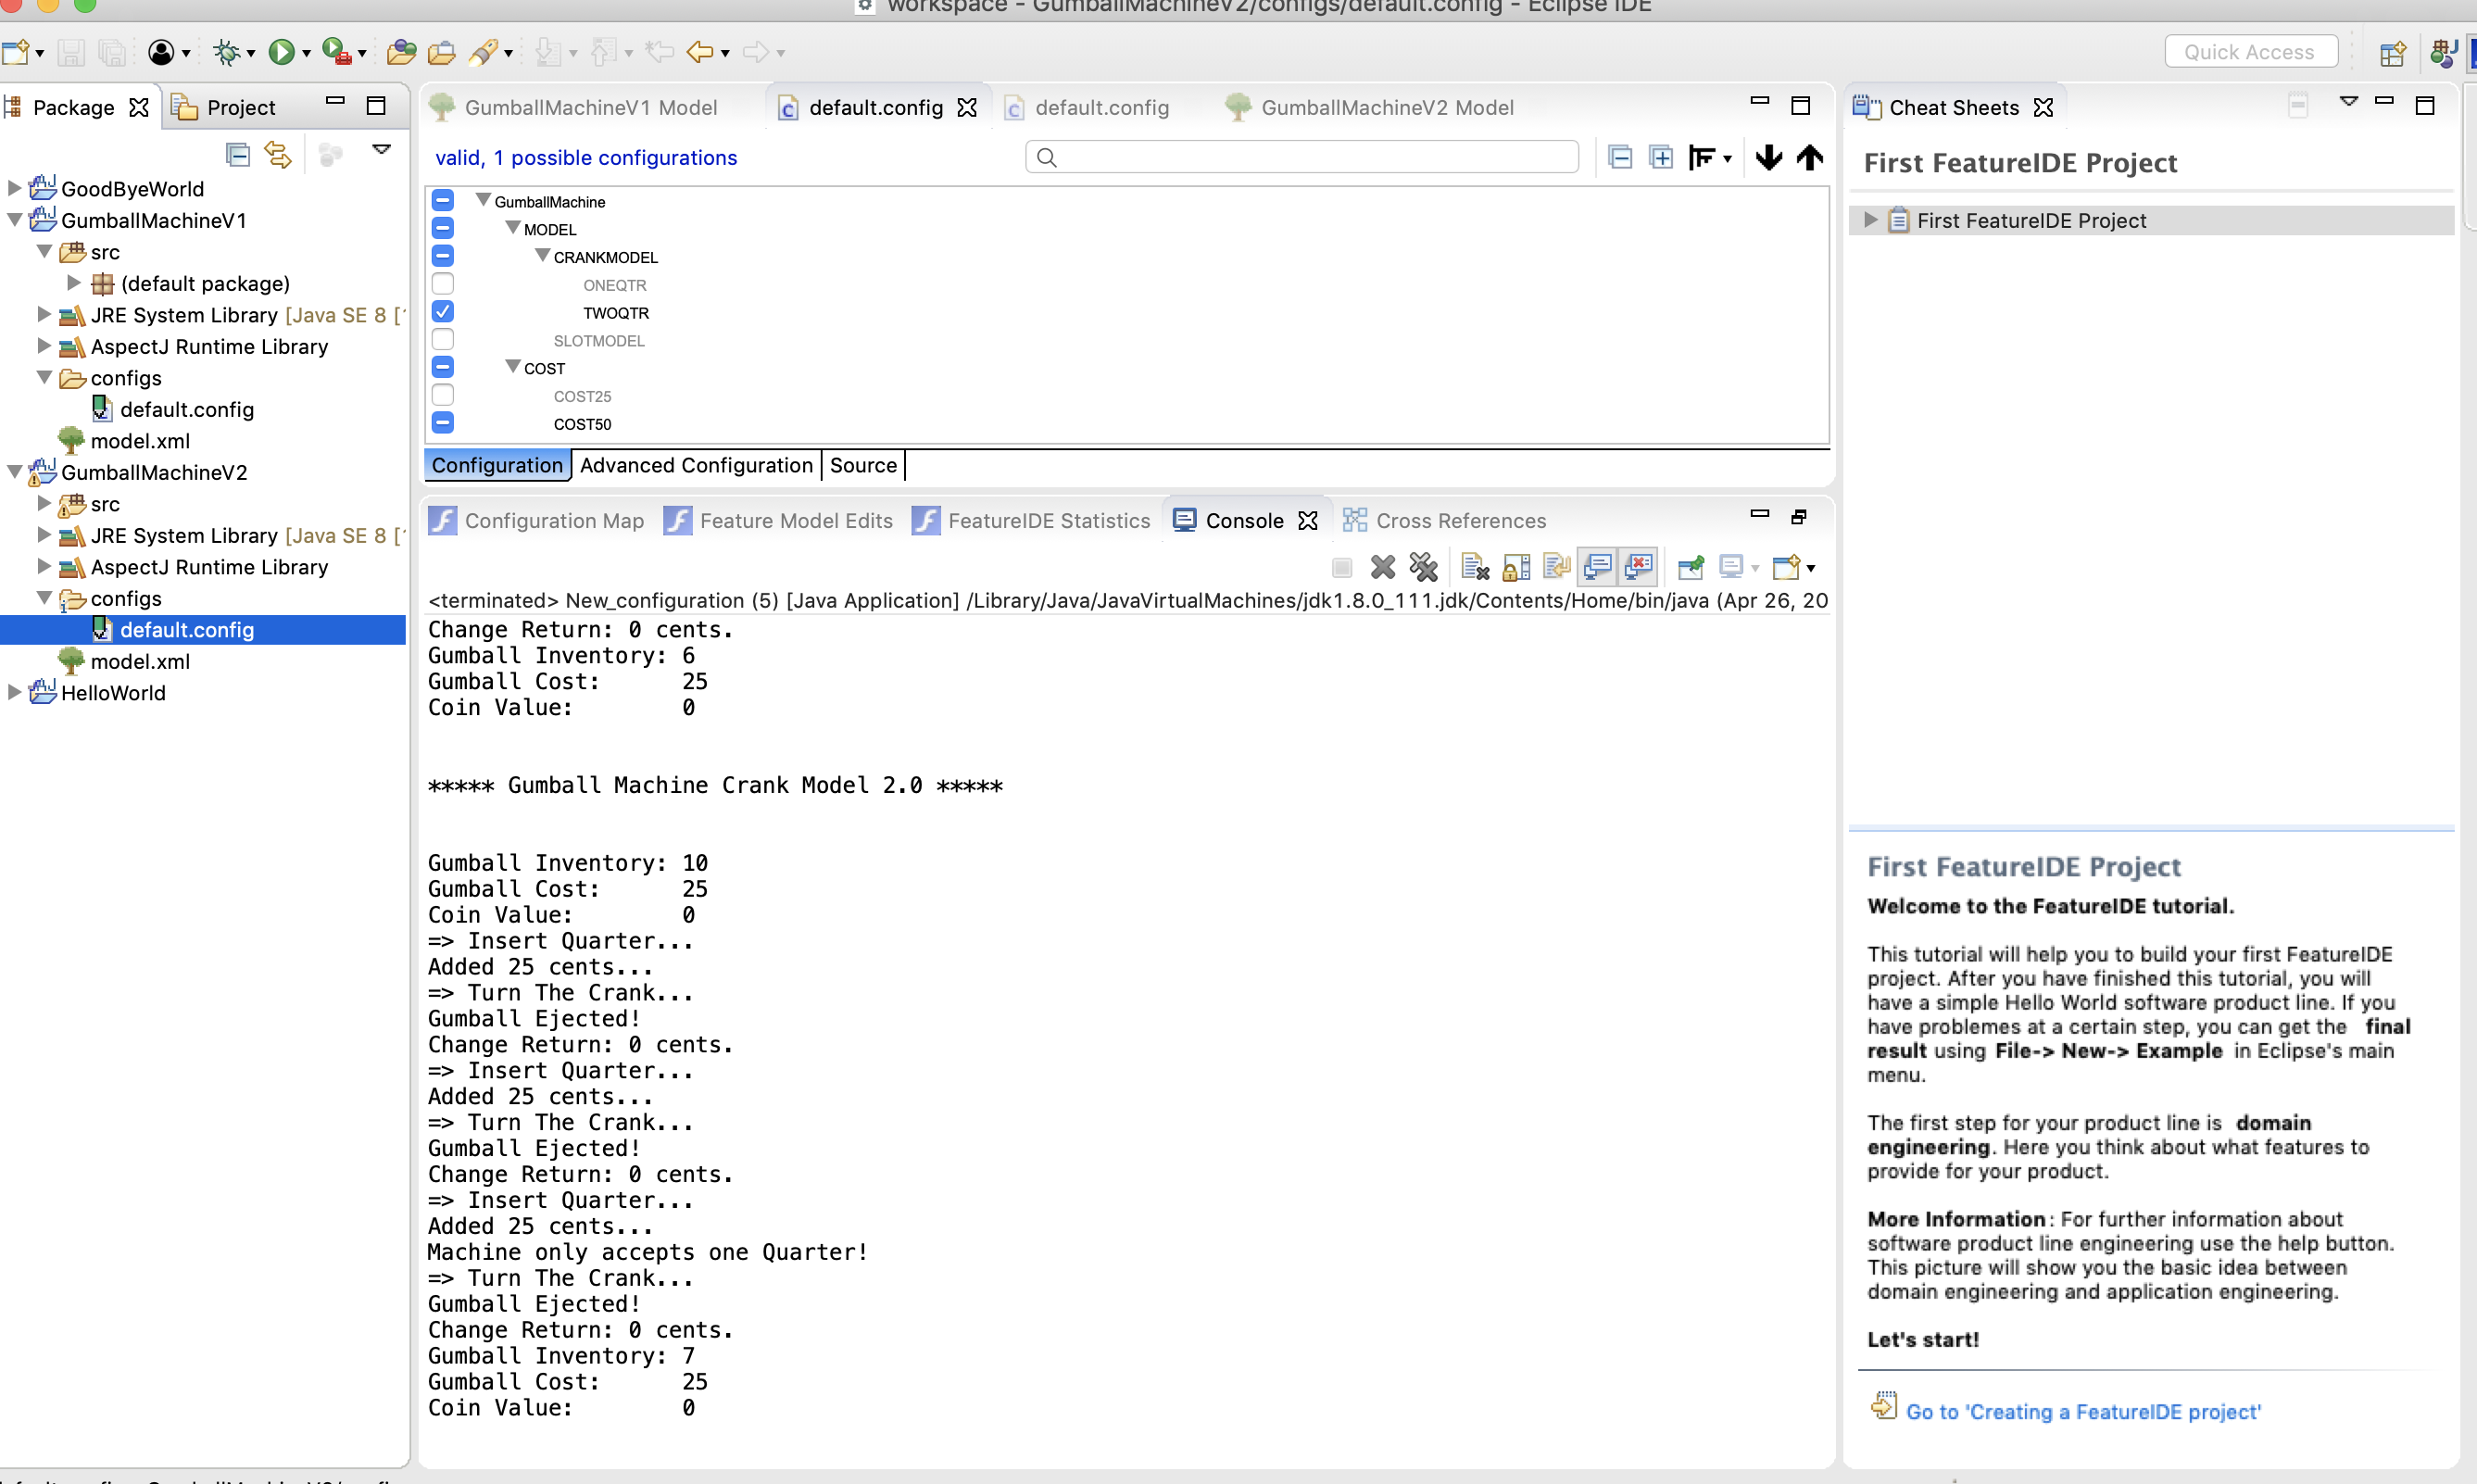 workspace - GumballMachineV2/configs/default.config - Eclipse IDE
Quick Access
Package
Project
GoodByeWorld
GumballMachineV1
src
(default package)
JRE System Library [Java SE 8 [
AspectJ Runtime Library
configs
default.config
model.xml
GumballMachineV2
src
JRE System Library [Java SE 8 [
AspectJ Runtime Library
configs
default.config
model.xml
HelloWorld
GumballMachineV1 Model
default.config
default.config
GumballMachineV2 Model
valid, 1 possible configurations
GumballMachine
MODEL
CRANKMODEL
ONEQTR
TWOQTR
SLOTMODEL
COST
COST25
COST50
Configuration
Advanced Configuration
Source
Configuration Map
Feature Model Edits
FeatureIDE Statistics
Console
Cross References
<terminated> New_configuration (5) [Java Application] /Library/Java/JavaVirtualMachines/jdk1.8.0_111.jdk/Contents/Home/bin/java (Apr 26, 20
Change Return: 0 cents.
Gumball Inventory: 6
Gumball Cost: 25
Coin Value: 0
***** Gumball Machine Crank Model 2.0 *****
Gumball Inventory: 10
Gumball Cost: 25
Coin Value: 0
=> Insert Quarter...
Added 25 cents...
=> Turn The Crank...
Gumball Ejected!
Change Return: 0 cents.
=> Insert Quarter...
Added 25 cents...
=> Turn The Crank...
Gumball Ejected!
Change Return: 0 cents.
=> Insert Quarter...
Added 25 cents...
Machine only accepts one Quarter!
=> Turn The Crank...
Gumball Ejected!
Change Return: 0 cents.
Gumball Inventory: 7
Gumball Cost: 25
Coin Value: 0
Cheat Sheets
First FeatureIDE Project
First FeatureIDE Project
First FeatureIDE Project
Welcome to the FeatureIDE tutorial.
This tutorial will help you to build your first FeatureIDE
project. After you have finished this tutorial, you will
have a simple Hello World software product line. If you
have problemes at a certain step, you can get the final
result using File-> New-> Example in Eclipse's main
menu.
The first step for your product line is domain
engineering. Here you think about what features to
provide for your product.
More Information: For further information about
software product line engineering use the help button.
This picture will show you the basic idea between
domain engineering and application engineering.
Let's start!
Go to 'Creating a FeatureIDE project'